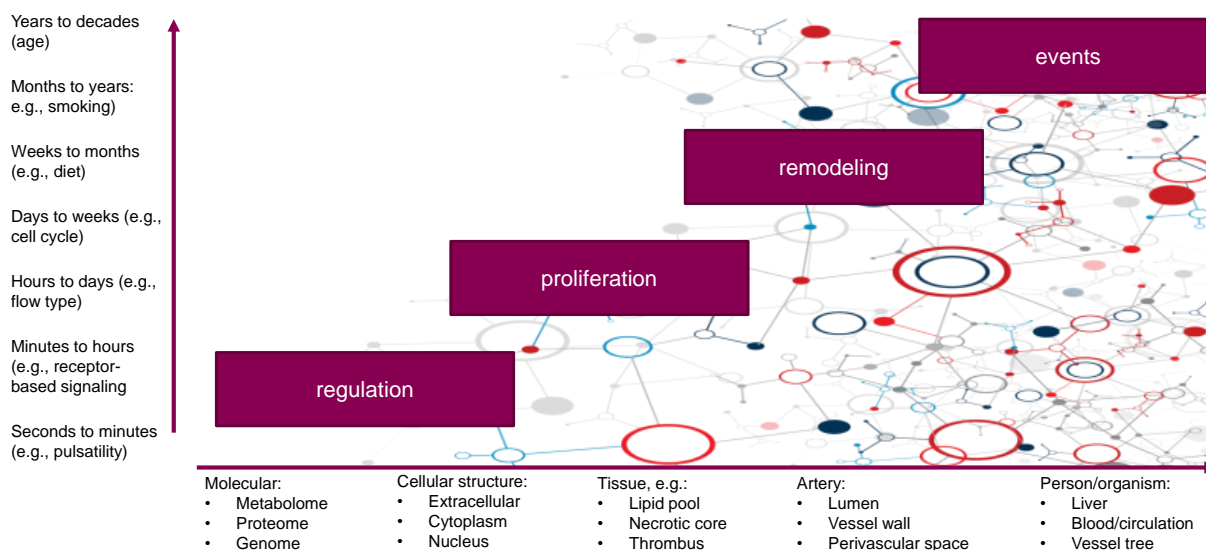 Years to decades
(age)
Months to years:
e.g., smoking)
Weeks to months
(e.g., diet)
Days to weeks (e.g.,
cell cycle)
Hours to days (e.g.,
flow type)
Minutes to hours
(e.g., receptor-
based signaling
Seconds to minutes
(e.g., pulsatility)
events
remodeling
proliferation
regulation
Molecular:
• Metabolome
• Proteome
• Genome
Cellular structure:
• Extracellular
• Cytoplasm
• Nucleus
Tissue, e.g.:
• Lipid pool
• Necrotic core
• Thrombus
Artery:
• Lumen
• Vessel wall
• Perivascular space
Person/organism:
• Liver
• Blood/circulation
• Vessel tree